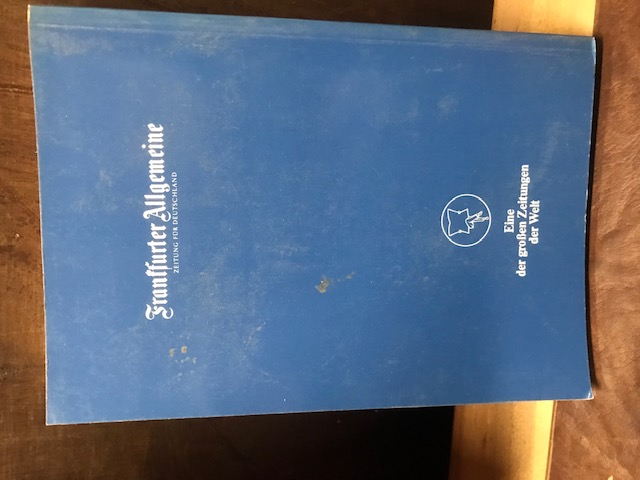 Frankfurter Allgemeine
ZEITUNG FÜR DEUTSCHLAND
Eine
der großen Zeitungen
der Welt